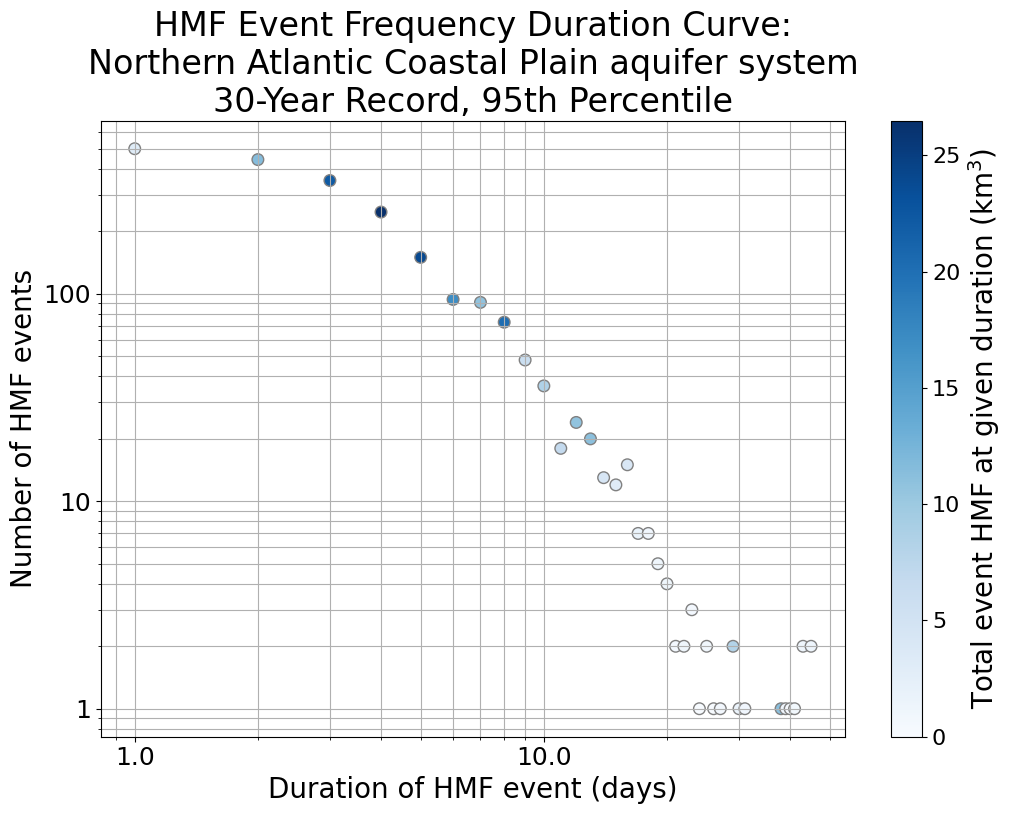 HMF Event Frequency Duration Curve:
Northern Atlantic Coastal Plain aquifer system
30-Year Record, 95th Percentile
Number of HMF events
100
10
1
1.0
10.0
Duration of HMF event (days)
25
20
15
10
5
0
Total event HMF at given duration (km³)